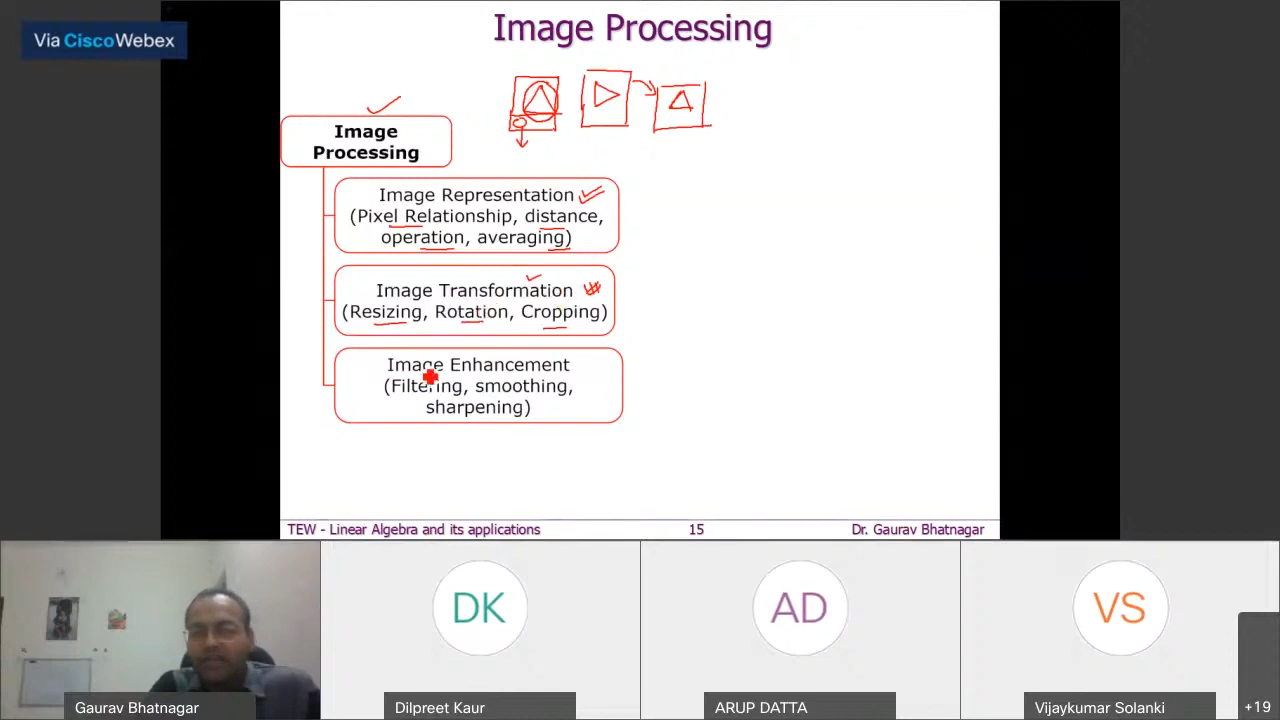 Via CiscoWebex
Image Processing
Image
Processing
Image Representation
(Pixel Relationship, distance,
operation, averaging)
Image Transformation
(Resizing, Rotation, Cropping)
Image Enhancement
(Filtering, smoothing,
sharpening)
TEW - Linear Algebra and its applications 15 Dr. Gaurav Bhatnagar
DK AD VS
Gaurav Bhatnagar Dilpreet Kaur ARUP DATTA Vijaykumar Solanki +19